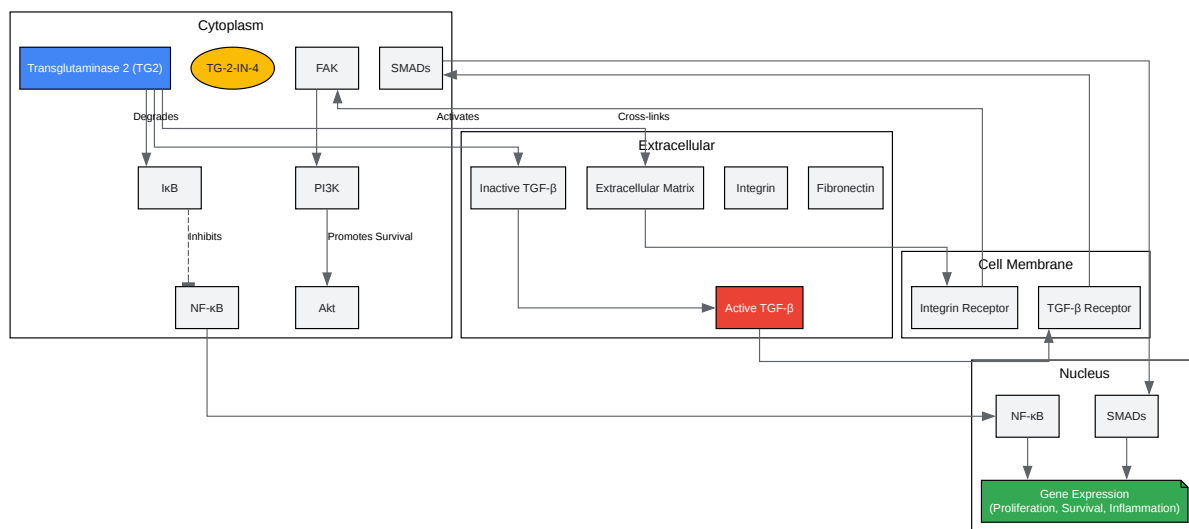 Cytoplasm
Transglutaminase 2 (TG2)
TG-2-IN-4
FAK
SMADs
Degrades
Activates
Cross-links
Extracellular
IκB
PI3K
Inactive TGF-β
Extracellular Matrix
Integrin
Fibronectin
Inhibits
Promotes Survival
Cell Membrane
NF-κB
Akt
Active TGF-β
Integrin Receptor
TGF-β Receptor
Nucleus
NF-κB
SMADs
Gene Expression
(Proliferation, Survival, Inflammation)